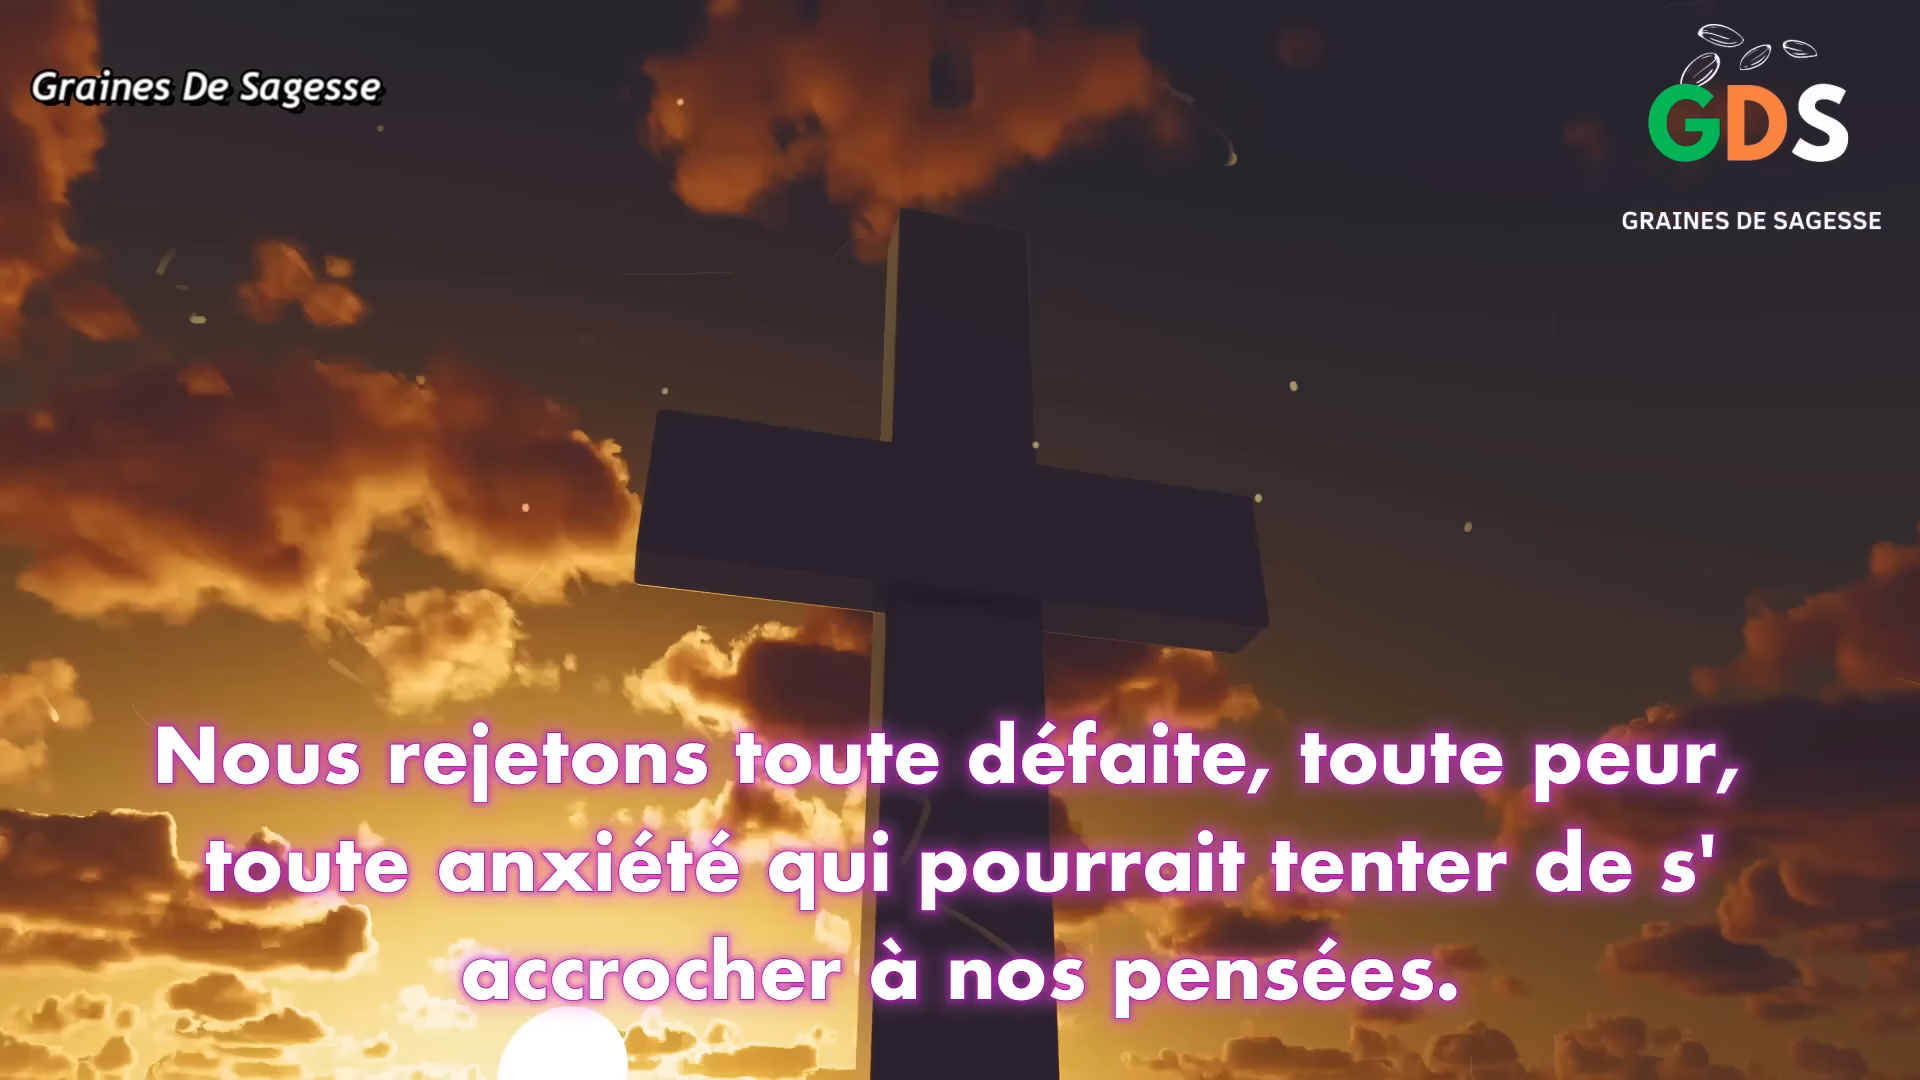 Graines De Sagesse
GDS
GRAINES DE SAGESSE
Nous rejetons toute défaite, toute peur,
toute anxiété qui pourrait tenter de s'
accrocher à nos pensées.